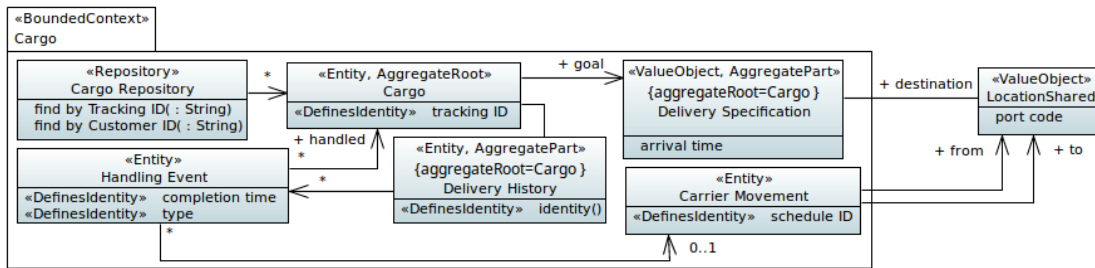 «BoundedContext»
Cargo
«Repository»
Cargo Repository
find by Tracking ID( : String)
find by Customer ID( : String)
*
«Entity, AggregateRoot»
Cargo
«DefinesIdentity» tracking ID
+ goal
«ValueObject, AggregatePart»
{aggregateRoot=Cargo }
Delivery Specification
arrival time
+ destination
«ValueObject»
LocationShared
port code
+ handled
*
«Entity»
Handling Event
«DefinesIdentity» completion time
«DefinesIdentity» type
*
*
«Entity, AggregatePart»
{aggregateRoot=Cargo }
Delivery History
«DefinesIdentity» identity()
«Entity»
Carrier Movement
«DefinesIdentity» schedule ID
+ from
+ to
0..1